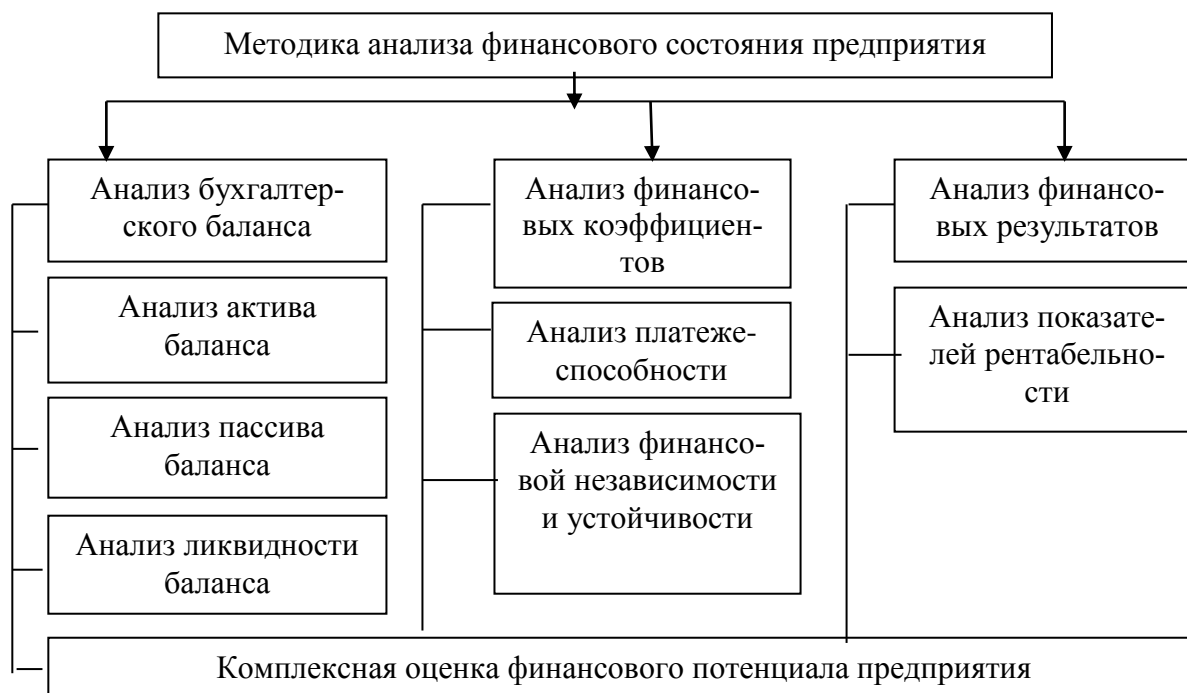 Методика анализа финансового состояния предприятия
Анализ бухгалтер-
ского баланса
Анализ актива
баланса
Анализ пассива
баланса
Анализ ликвидности
баланса
Анализ финансо-
вых коэффициен-
тов
Анализ платеже-
способности
Анализ финансо-
вой независимости
и устойчивости
Анализ финансо-
вых результатов
Анализ показате-
лей рентабельно-
сти
Комплексная оценка финансового потенциала предприятия